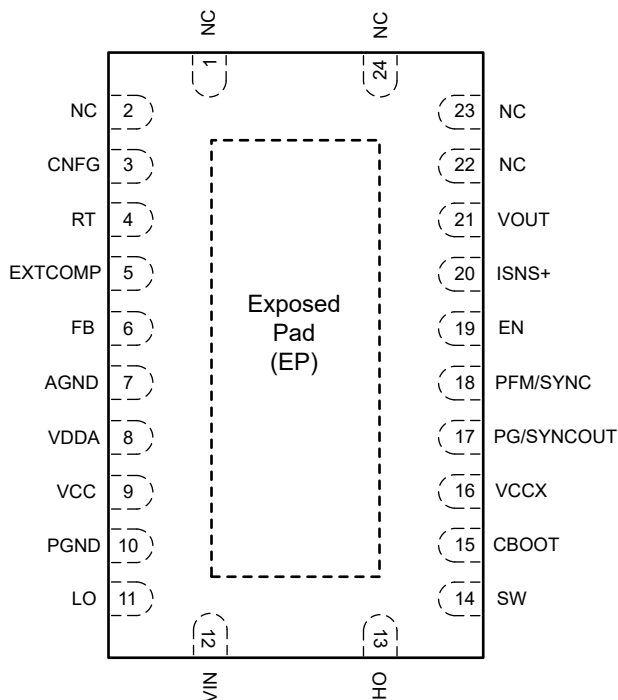 NC
NC
1
24
NC 2
23 NC
CNFG 3
22 NC
RT 4
21 VOUT
EXTCOMP 5
20 ISNS+
FB 6
19 EN
AGND 7
18 PFM/SYNC
VDDA 8
17 PG/SYNCOUT
VCC 9
16 VCCX
PGND 10
15 CBOOT
LO 11
14 SW
Exposed
Pad
(EP)
12
13
VIN
HO